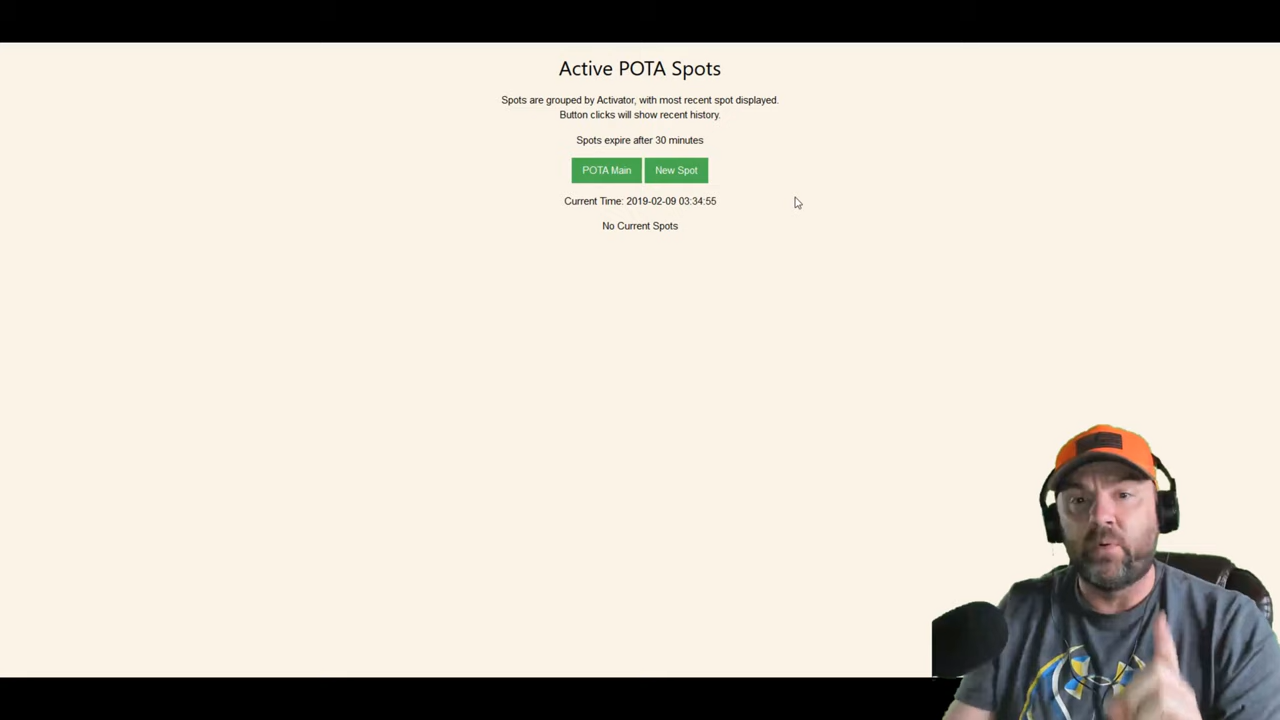 Active POTA Spots
Spots are grouped by Activator, with most recent spot displayed.
Button clicks will show recent history.
Spots expire after 30 minutes
POTA Main
New Spot
Current Time: 2019-02-09 03:34:55
No Current Spots